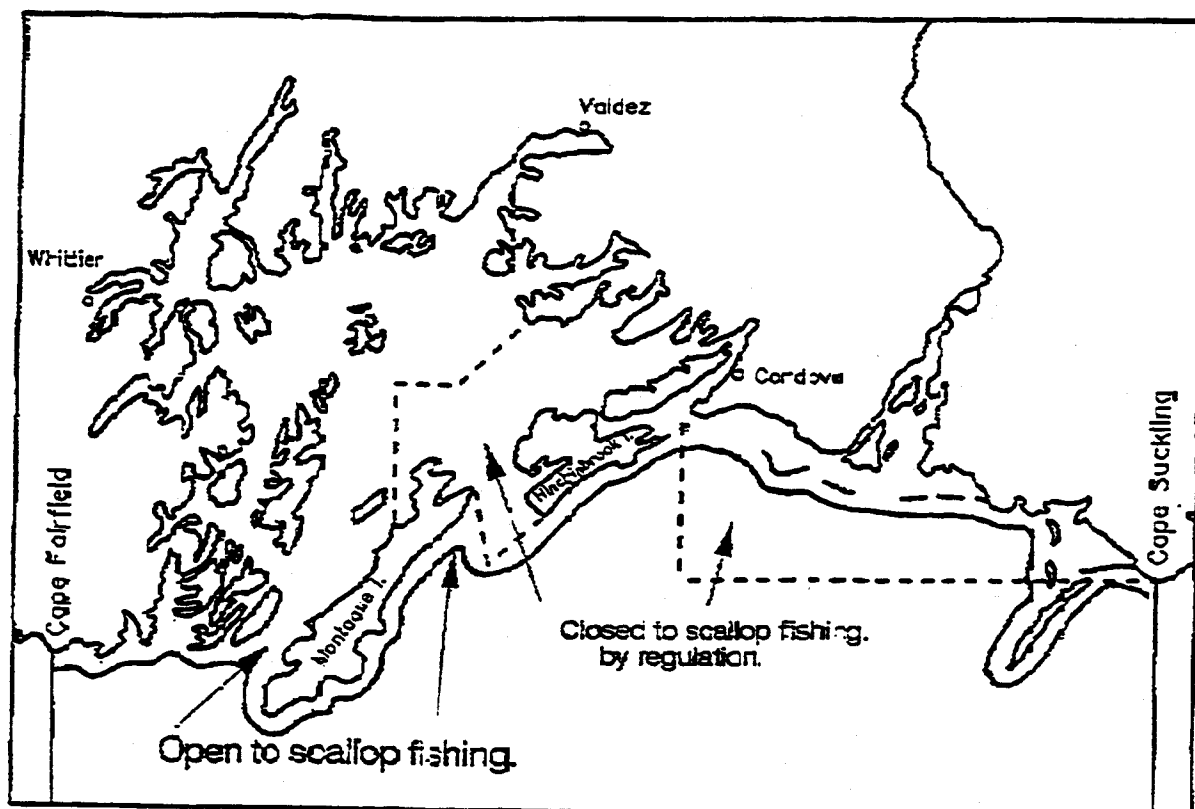 Valdez
Whittier
Cordova
Hinchinbrook I.
Cape Fairfield
Cape Suckling
Montague I.
Closed to scallop fishing.
by regulation.
Open to scallop fishing.